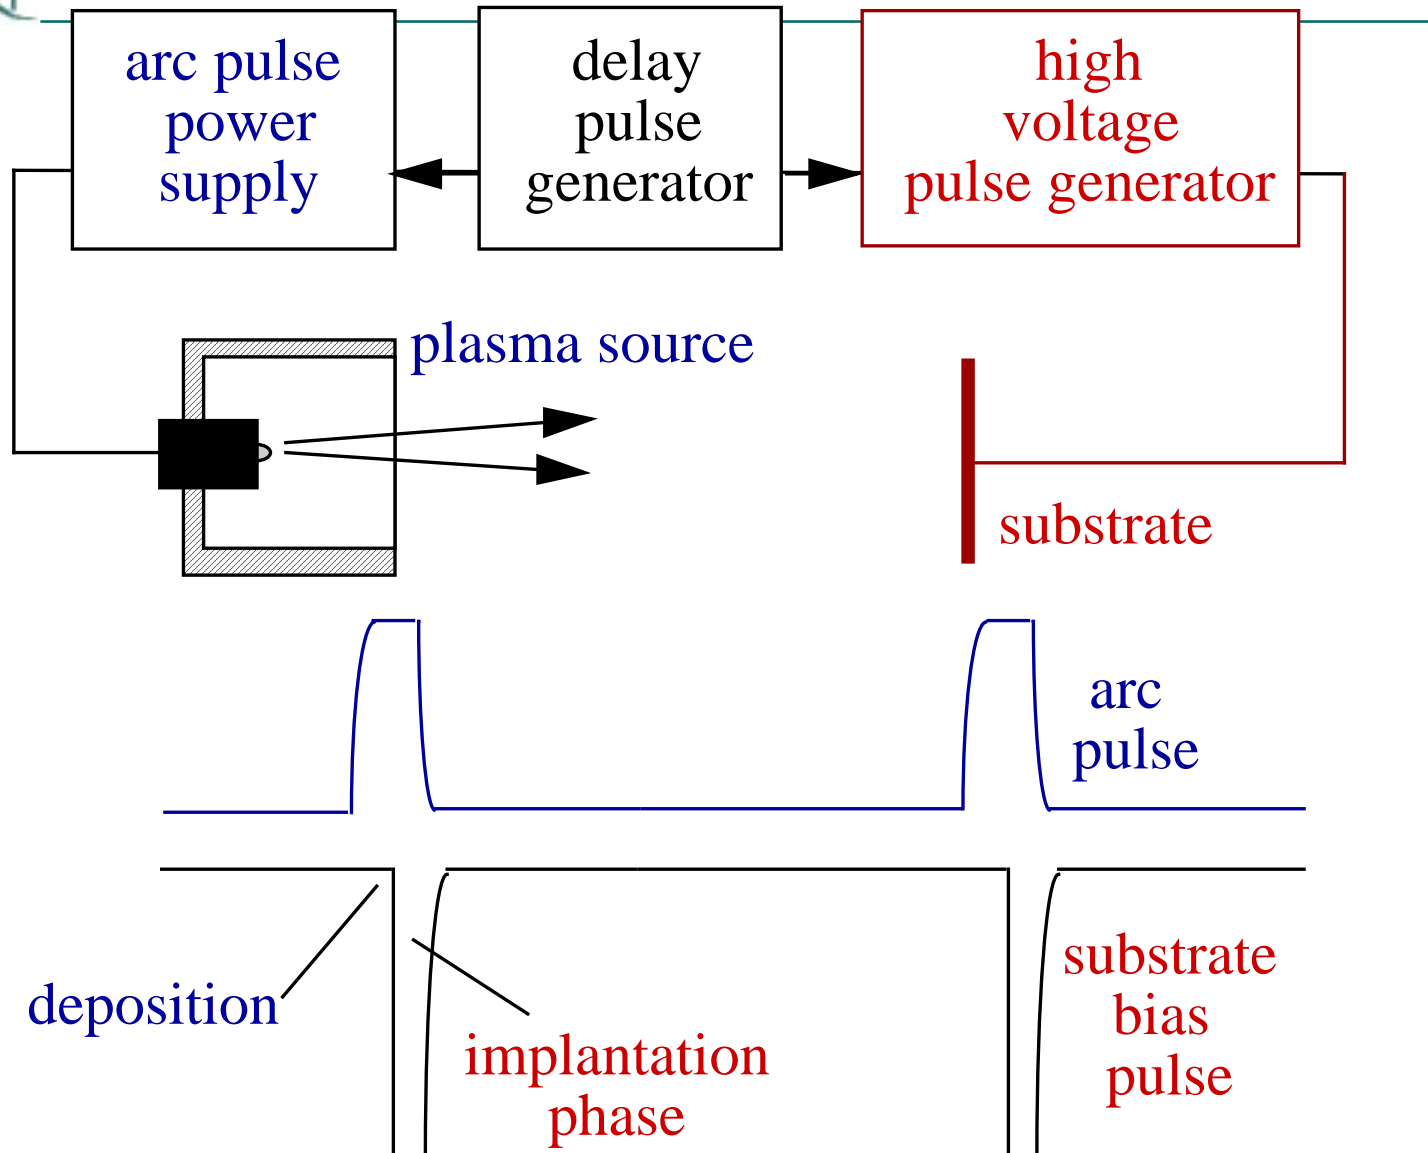 arc pulse
power
supply
delay
pulse
generator
high
voltage
pulse generator
plasma source
substrate
arc
pulse
deposition
implantation
phase
substrate
bias
pulse